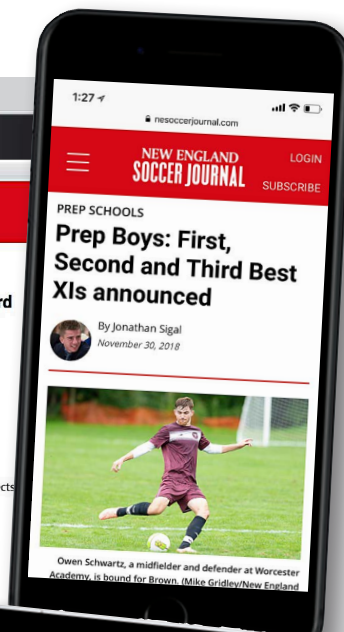 1:27
nesoccerjournal.com
NEW ENGLAND
SOCCER JOURNAL
LOGIN
SUBSCRIBE
PREP SCHOOLS
Prep Boys: First,
Second and Third Best
XIs announced
By Jonathan Sigal
November 30, 2018
Owen Schwartz, a midfielder and defender at Worcester
Academy, is bound for Brown. (Mike Gridley/New England
rd
cts